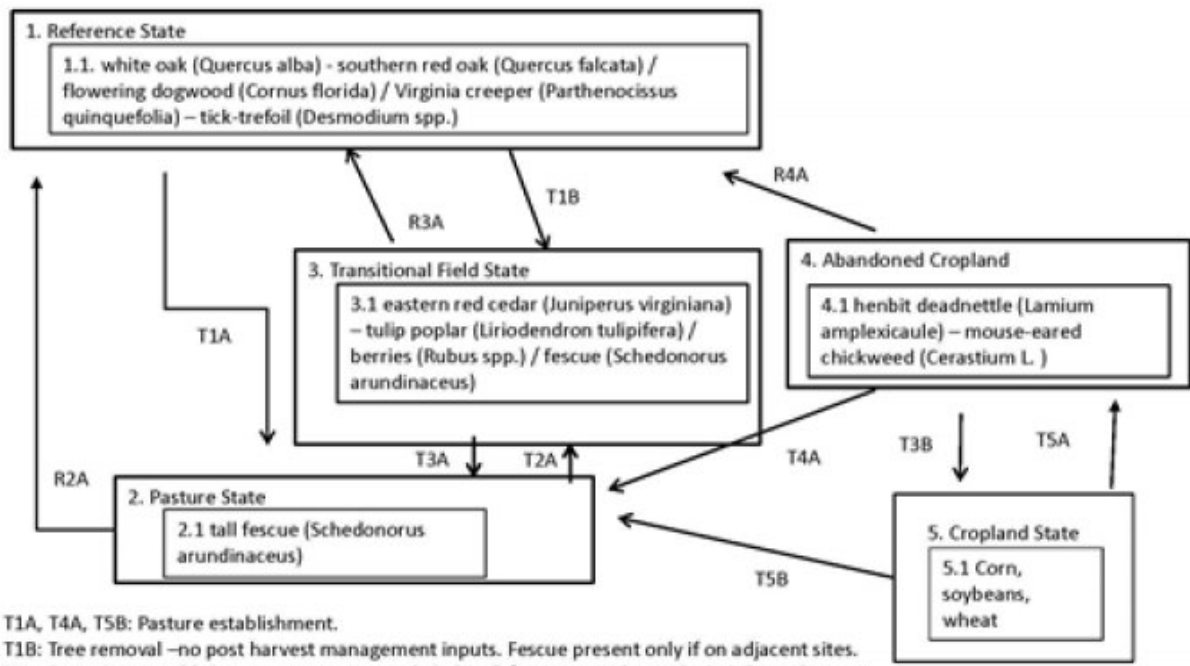 1. Reference State
1.1. white oak (Quercus alba) - southern red oak (Quercus falcata) /
flowering dogwood (Cornus florida) / Virginia creeper (Parthenocissus
quinquefolia) – tick-trefoil (Desmodium spp.)
R4A
T1B
R3A
3. Transitional Field State
3.1 eastern red cedar (Juniperus virginiana)
– tulip poplar (Liriodendron tulipifera) /
berries (Rubus spp.) / fescue (Schedonorus
arundinaceus)
4. Abandoned Cropland
4.1 henbit deadnettle (Lamium
amplexicaule) – mouse-eared
chickweed (Cerastium L. )
T1A
T3A
T2A
T4A
T3B
T5A
R2A
2. Pasture State
2.1 tall fescue (Schedonorus
arundinaceus)
T5B
5. Cropland State
5.1 Corn,
soybeans,
wheat
T1A, T4A, T5B: Pasture establishment.
T1B: Tree removal –no post harvest management inputs. Fescue present only if on adjacent sites.